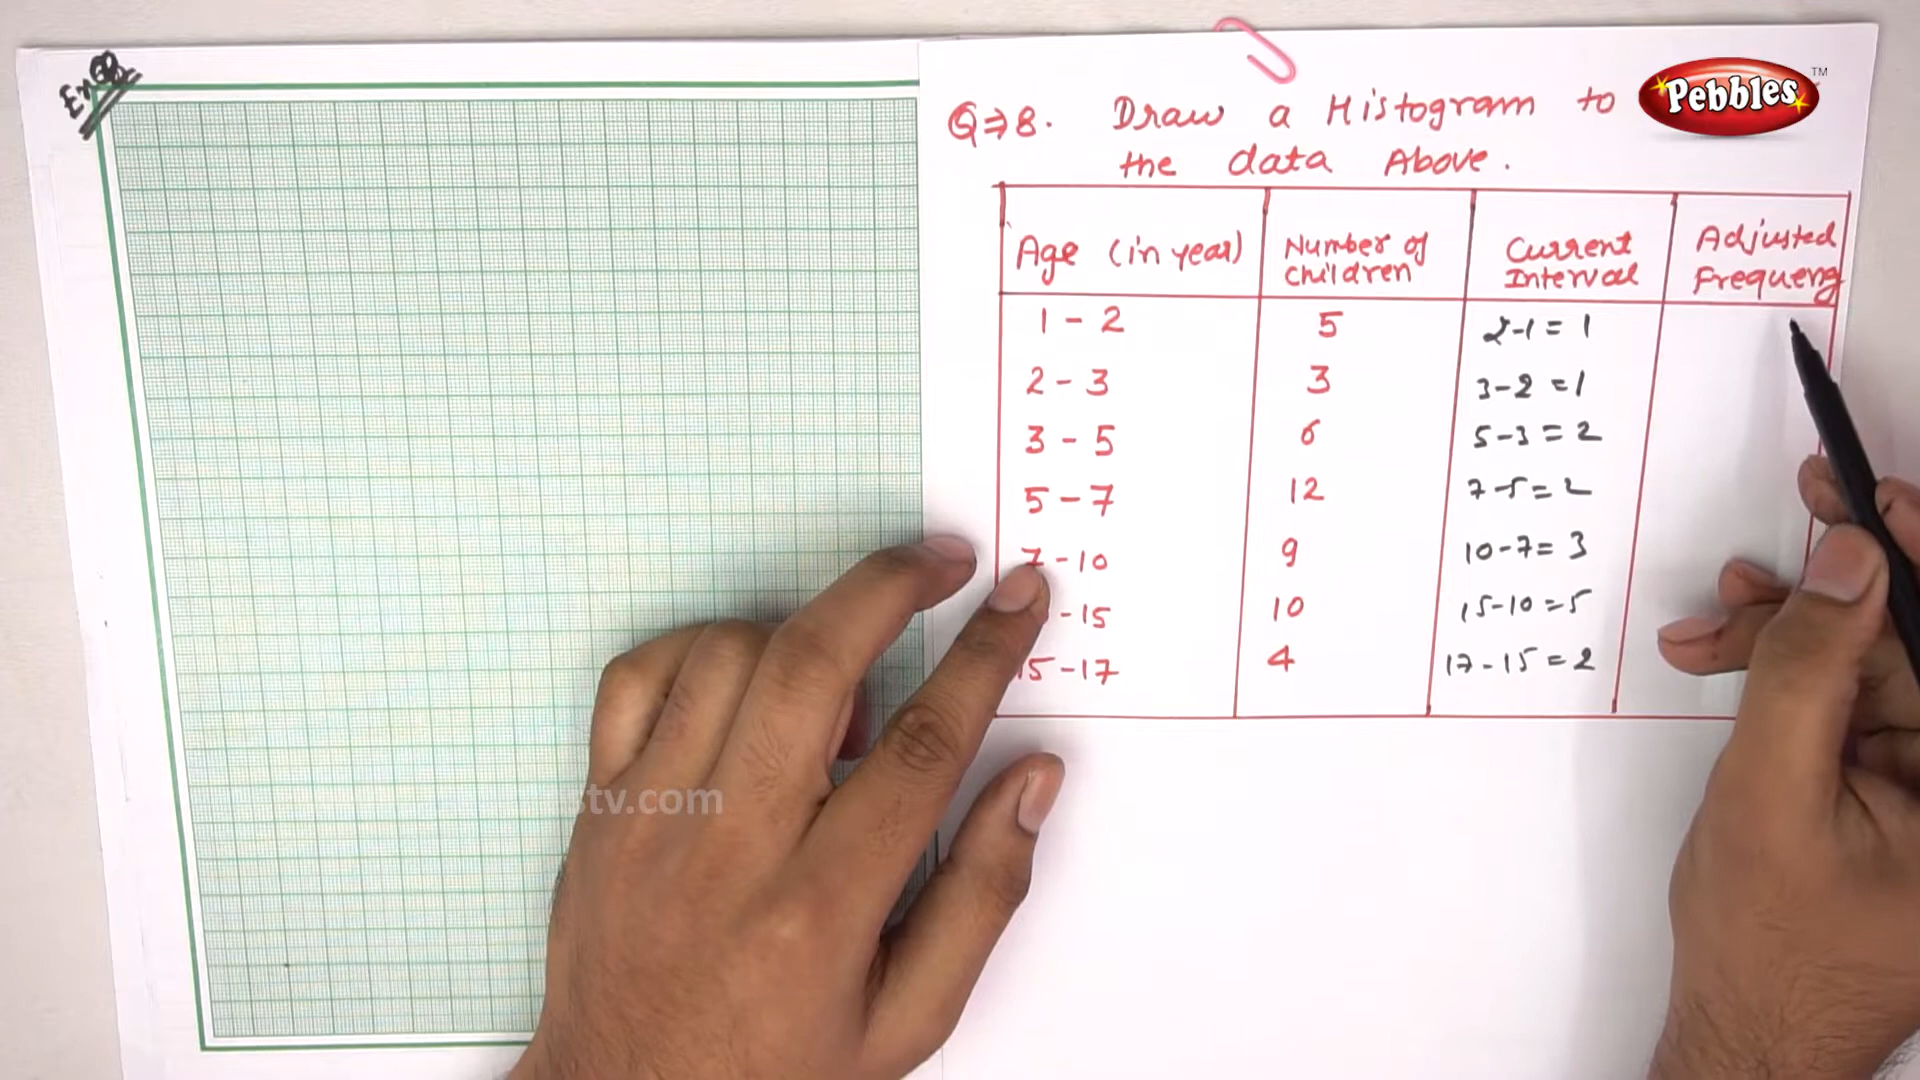 Q⇒8. Draw a Histogram to
the data Above.
Pebbles™
Age (in year) Number of children Current Interval Adjusted Frequency
1 - 2 5 2-1 = 1
2 - 3 3 3-2 = 1
3 - 5 6 5-3 = 2
5 - 7 12 7-5 = 2
7 - 10 9 10-7 = 3
- 15 10 15-10 = 5
15 - 17 4 17-15 = 2
stv.com